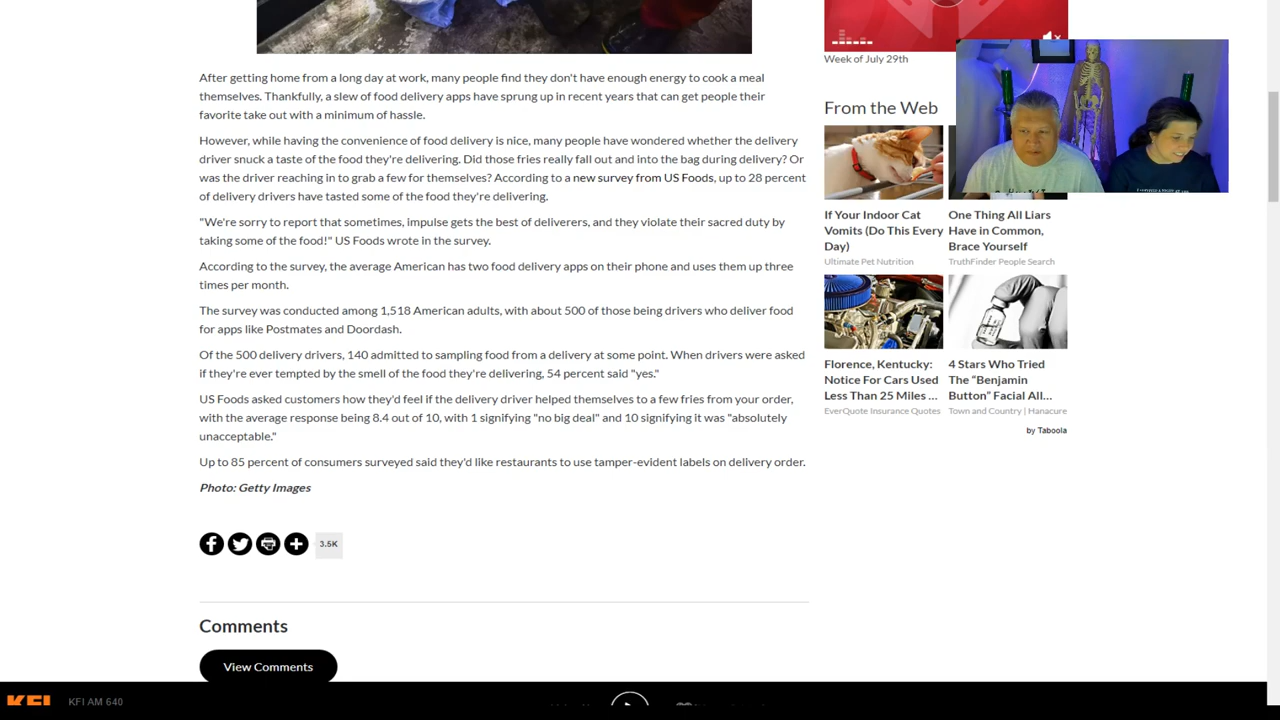 After getting home from a long day at work, many people find they don't have enough energy to cook a meal
themselves. Thankfully, a slew of food delivery apps have sprung up in recent years that can get people their
favorite take out with a minimum of hassle.
However, while having the convenience of food delivery is nice, many people have wondered whether the delivery
driver snuck a taste of the food they're delivering. Did those fries really fall out and into the bag during delivery? Or
was the driver reaching in to grab a few for themselves? According to a new survey from US Foods, up to 28 percent
of delivery drivers have tasted some of the food they're delivering.
"We're sorry to report that sometimes, impulse gets the best of deliverers, and they violate their sacred duty by
taking some of the food!" US Foods wrote in the survey.
According to the survey, the average American has two food delivery apps on their phone and uses them up three
times per month.
The survey was conducted among 1,518 American adults, with about 500 of those being drivers who deliver food
for apps like Postmates and Doordash.
Of the 500 delivery drivers, 140 admitted to sampling food from a delivery at some point. When drivers were asked
if they're ever tempted by the smell of the food they're delivering, 54 percent said "yes."
US Foods asked customers how they'd feel if the delivery driver helped themselves to a few fries from your order,
with the average response being 8.4 out of 10, with 1 signifying "no big deal" and 10 signifying it was "absolutely
unacceptable."
Up to 85 percent of consumers surveyed said they'd like restaurants to use tamper-evident labels on delivery order.
Photo: Getty Images
3.5K
Comments
View Comments
Week of July 29th
From the Web
If Your Indoor Cat
Vomits (Do This Every
Day)
Ultimate Pet Nutrition
One Thing All Liars
Have in Common,
Brace Yourself
TruthFinder People Search
Florence, Kentucky:
Notice For Cars Used
Less Than 25 Miles ...
EverQuote Insurance Quotes
4 Stars Who Tried
The “Benjamin
Button” Facial All...
Town and Country | Hanacure
by Taboola
KFI
KFI AM 640